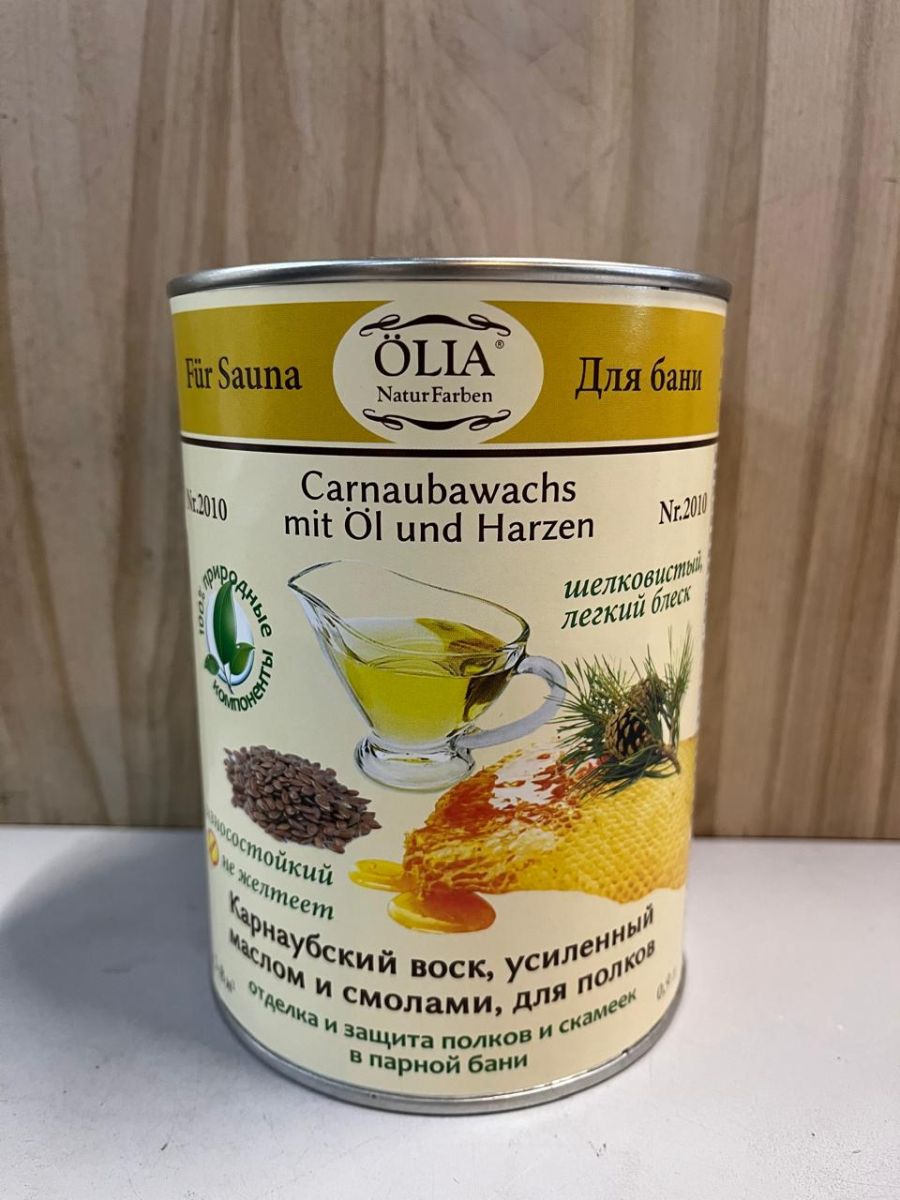 Für Sauna
ÖLIA®
NaturFarben
Для бани
Carnaubawachs
mit Öl und Harzen
Nr.2010
Nr.2010
шелковистый,
легкий блеск
100% природные
компоненты
не желтеет
Карнаубский воск, усиленный
маслом и смолами, для полков
отделка и защита полков и скамеек
в парной бани